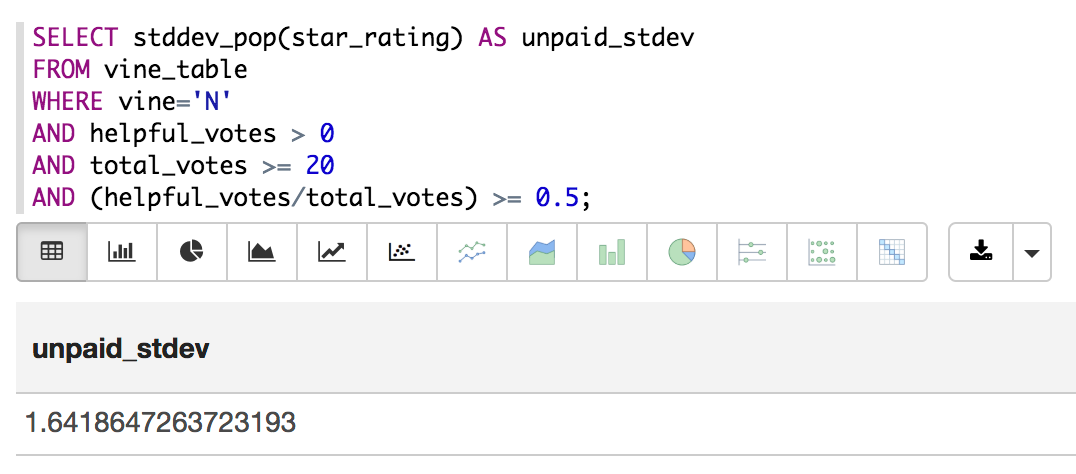 SELECT stddev_pop(star_rating) AS unpaid_stdev
FROM vine_table
WHERE vine='N'
AND helpful_votes > 0
AND total_votes >= 20
AND (helpful_votes/total_votes) >= 0.5;
unpaid_stdev
1.6418647263723193